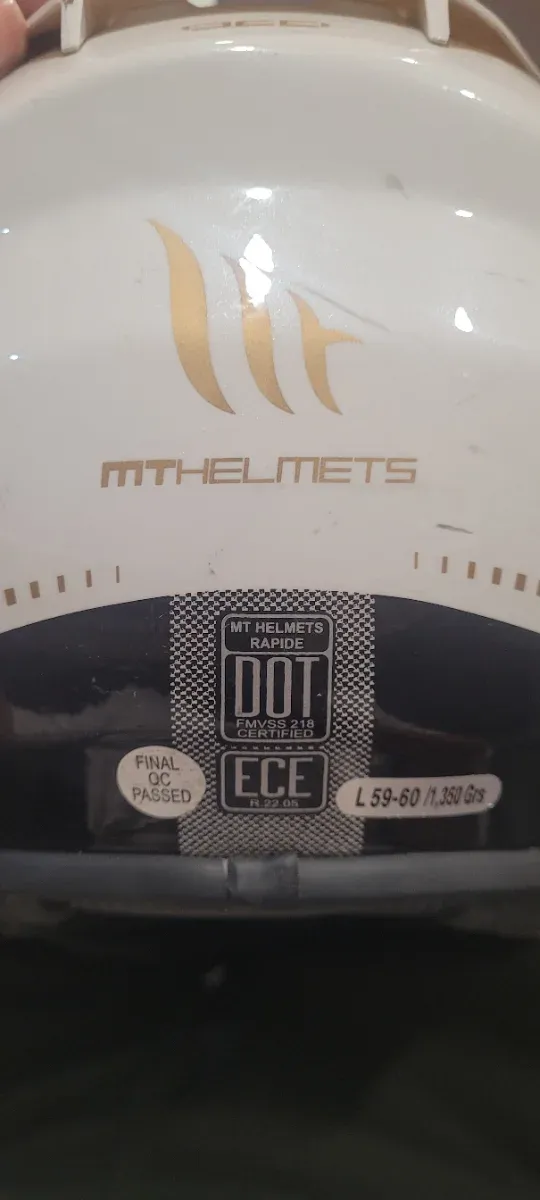 MTHELMETS
MT HELMETS
RAPIDE
DOT
FMVSS 218
CERTIFIED
FINAL
QC
PASSED
ECE
R.22.05
L 59-60 /1,350 Grs